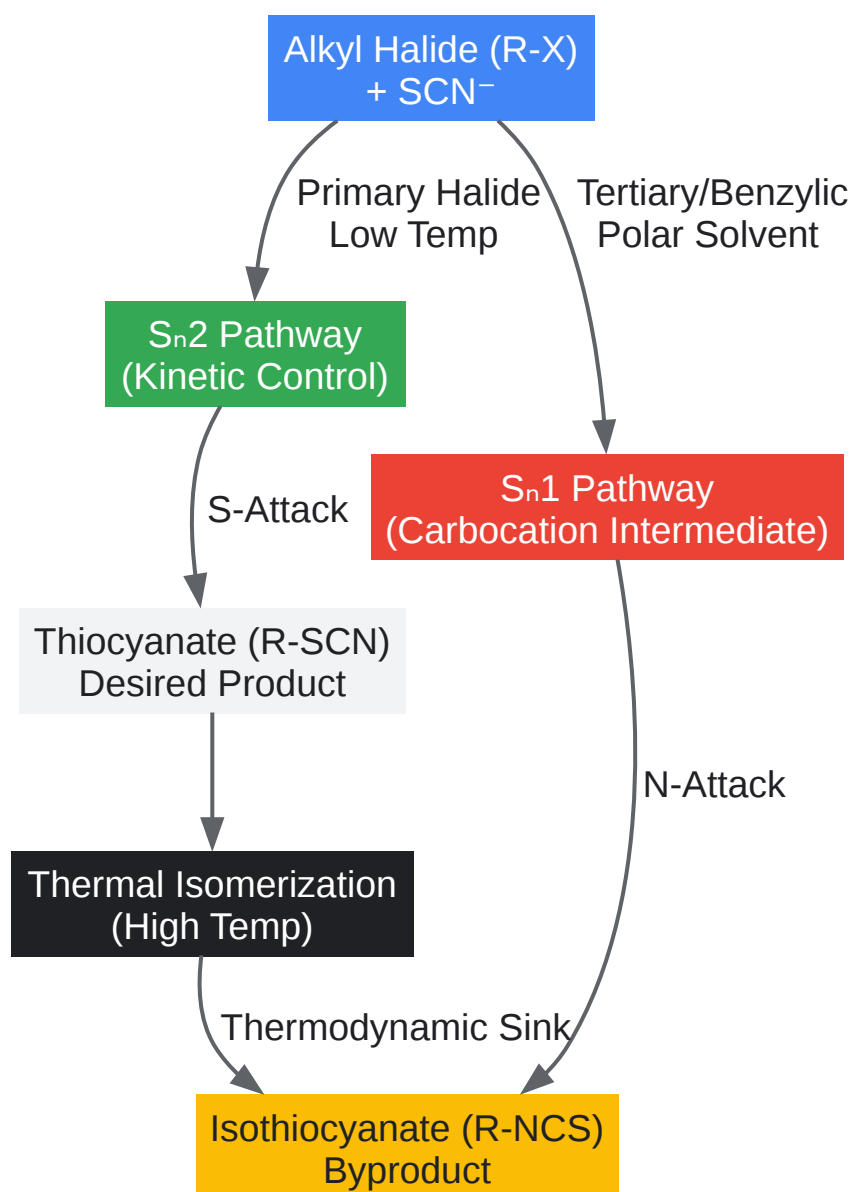 Alkyl Halide (R-X)
+ SCN⁻
Primary Halide
Low Temp
Tertiary/Benzylic
Polar Solvent
Sₙ2 Pathway
(Kinetic Control)
Sₙ1 Pathway
(Carbocation Intermediate)
S-Attack
Thiocyanate (R-SCN)
Desired Product
N-Attack
Thermal Isomerization
(High Temp)
Thermodynamic Sink
Isothiocyanate (R-NCS)
Byproduct